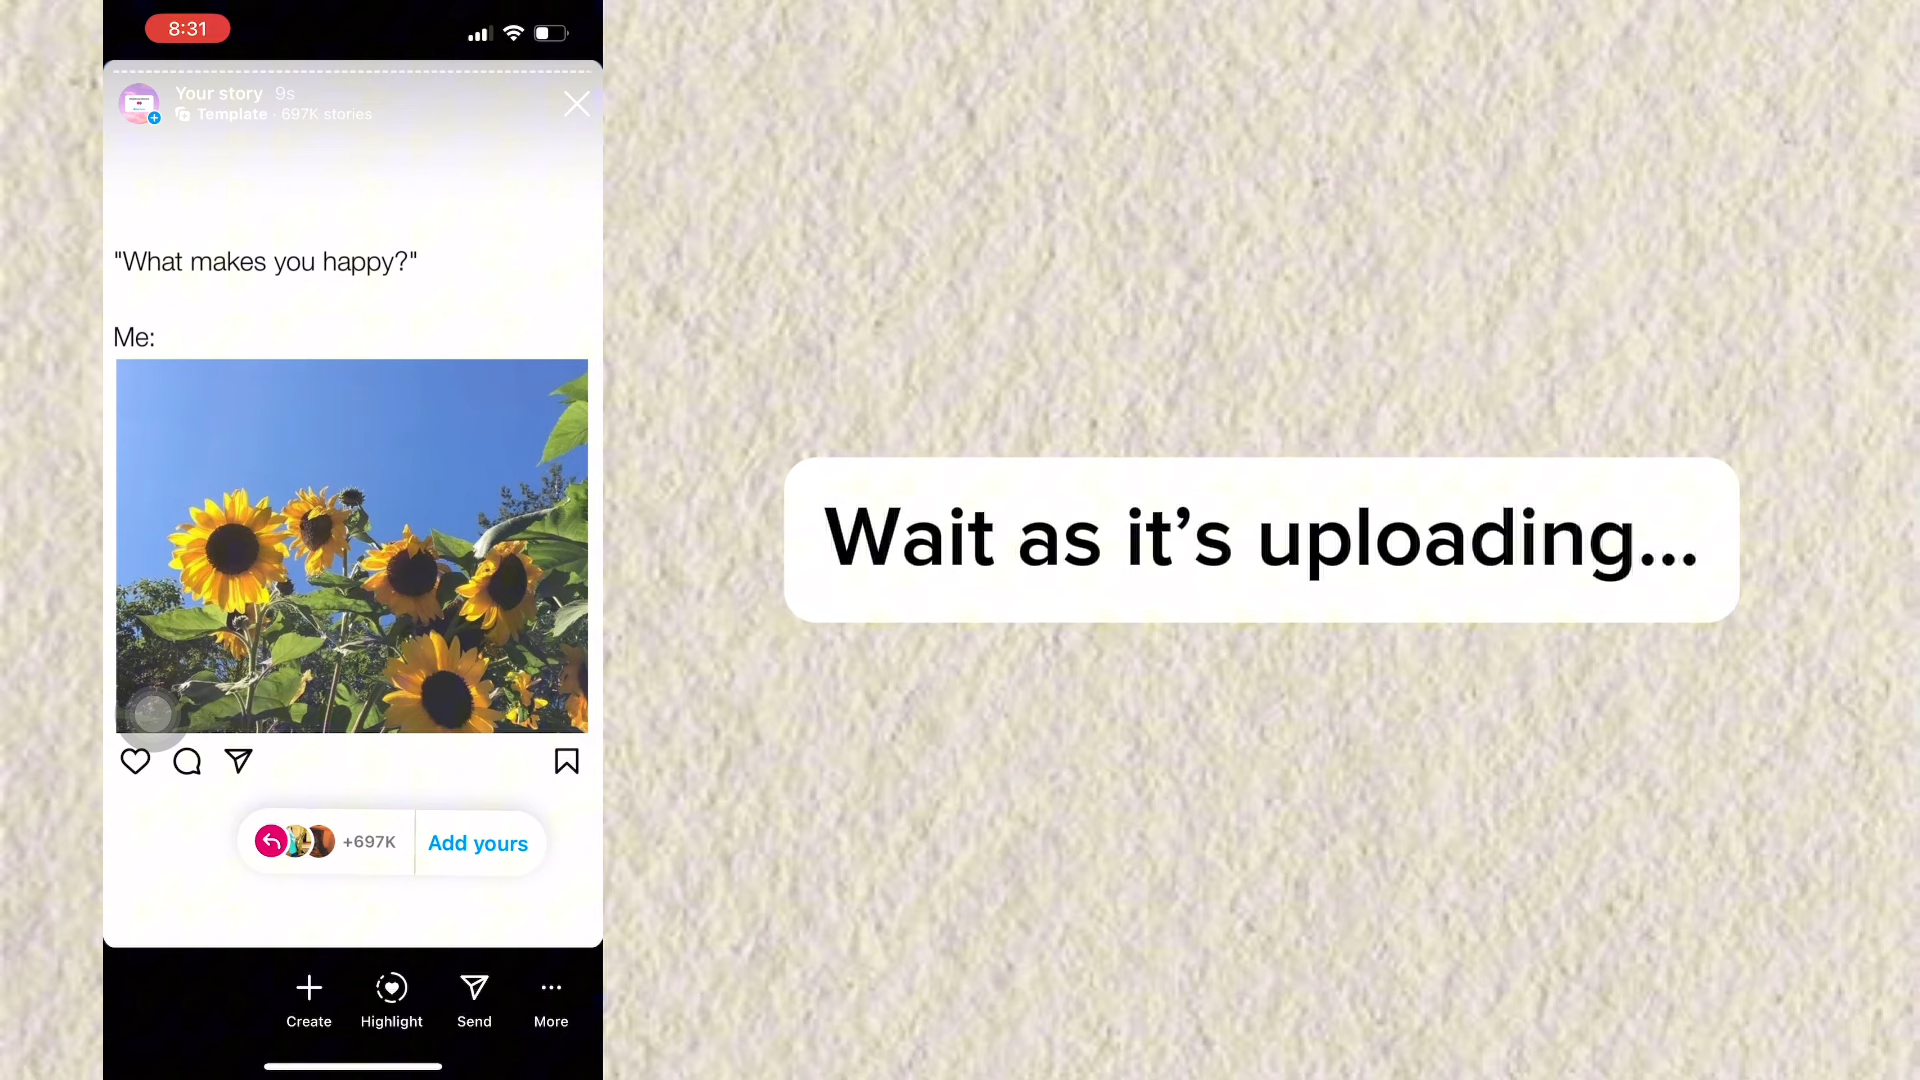 8:31
Your story 9s
Template · 697K stories
"What makes you happy?"
Me:
+697K Add yours
Create Highlight Send More
Wait as it’s uploading...